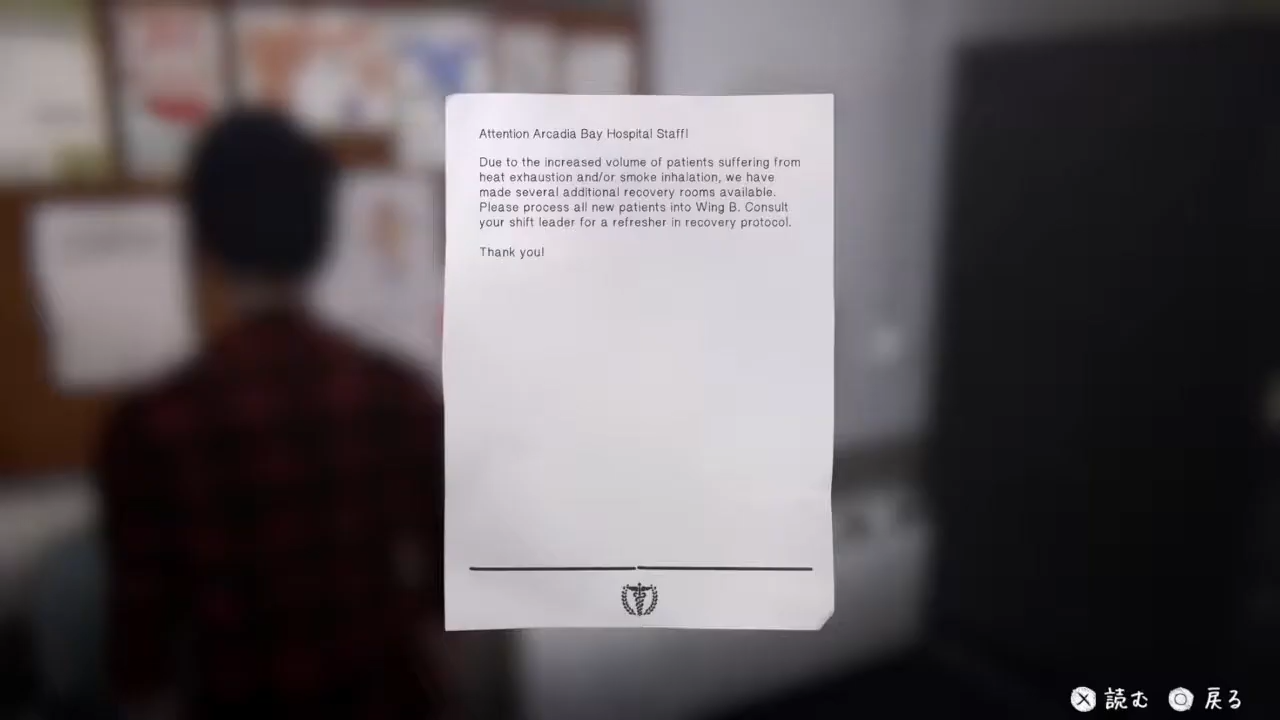 Attention Arcadia Bay Hospital Staff!
Due to the increased volume of patients suffering from
heat exhaustion and/or smoke inhalation, we have
made several additional recovery rooms available.
Please process all new patients into Wing B. Consult
your shift leader for a refresher in recovery protocol.
Thank you!
読む 戻る